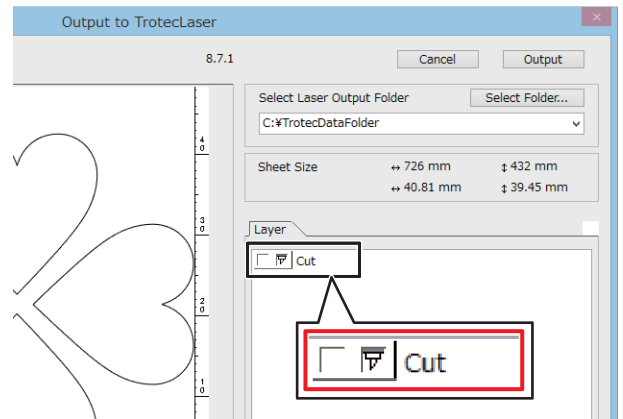 Output to TrotecLaser
8.7.1
Cancel
Output
Select Laser Output Folder
Select Folder...
C:¥TrotecDataFolder
Sheet Size
↔ 726 mm
↕ 432 mm
↔ 40.81 mm
↕ 39.45 mm
Layer
Cut
Cut
4
0
3
0
2
0
1
0